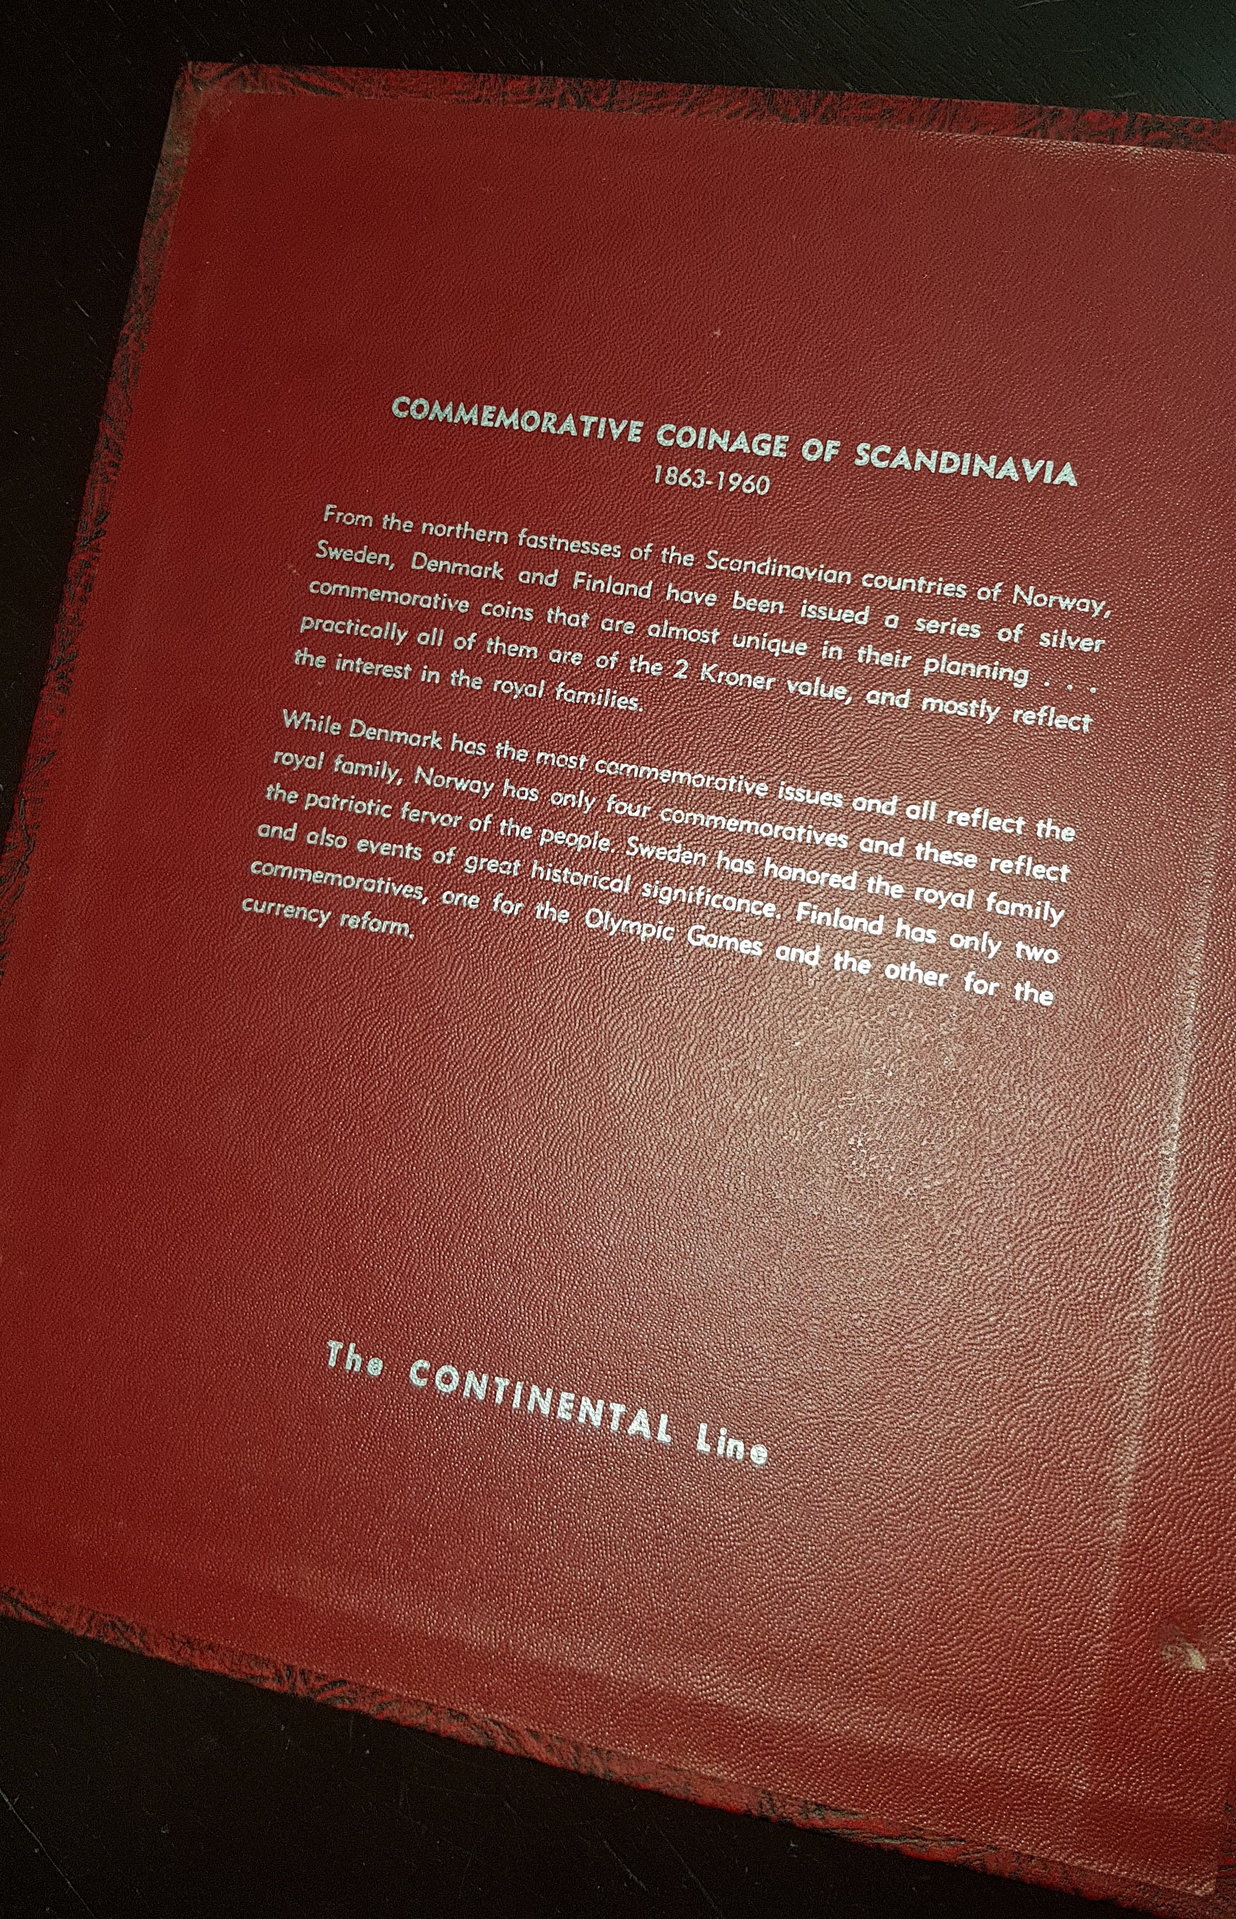 COMMEMORATIVE COINAGE OF SCANDINAVIA
1863-1960
From the northern fastnesses of the Scandinavian countries of Norway,
Sweden, Denmark and Finland have been issued a series of silver
commemorative coins that are almost unique in their planning . . .
practically all of them are of the 2 Kroner value, and mostly reflect
the interest in the royal families.
While Denmark has the most commemorative issues and all reflect the
royal family, Norway has only four commemoratives and these reflect
the patriotic fervor of the people. Sweden has honored the royal family
and also events of great historical significance. Finland has only two
commemoratives, one for the Olympic Games and the other for the
currency reform.
The CONTINENTAL Line